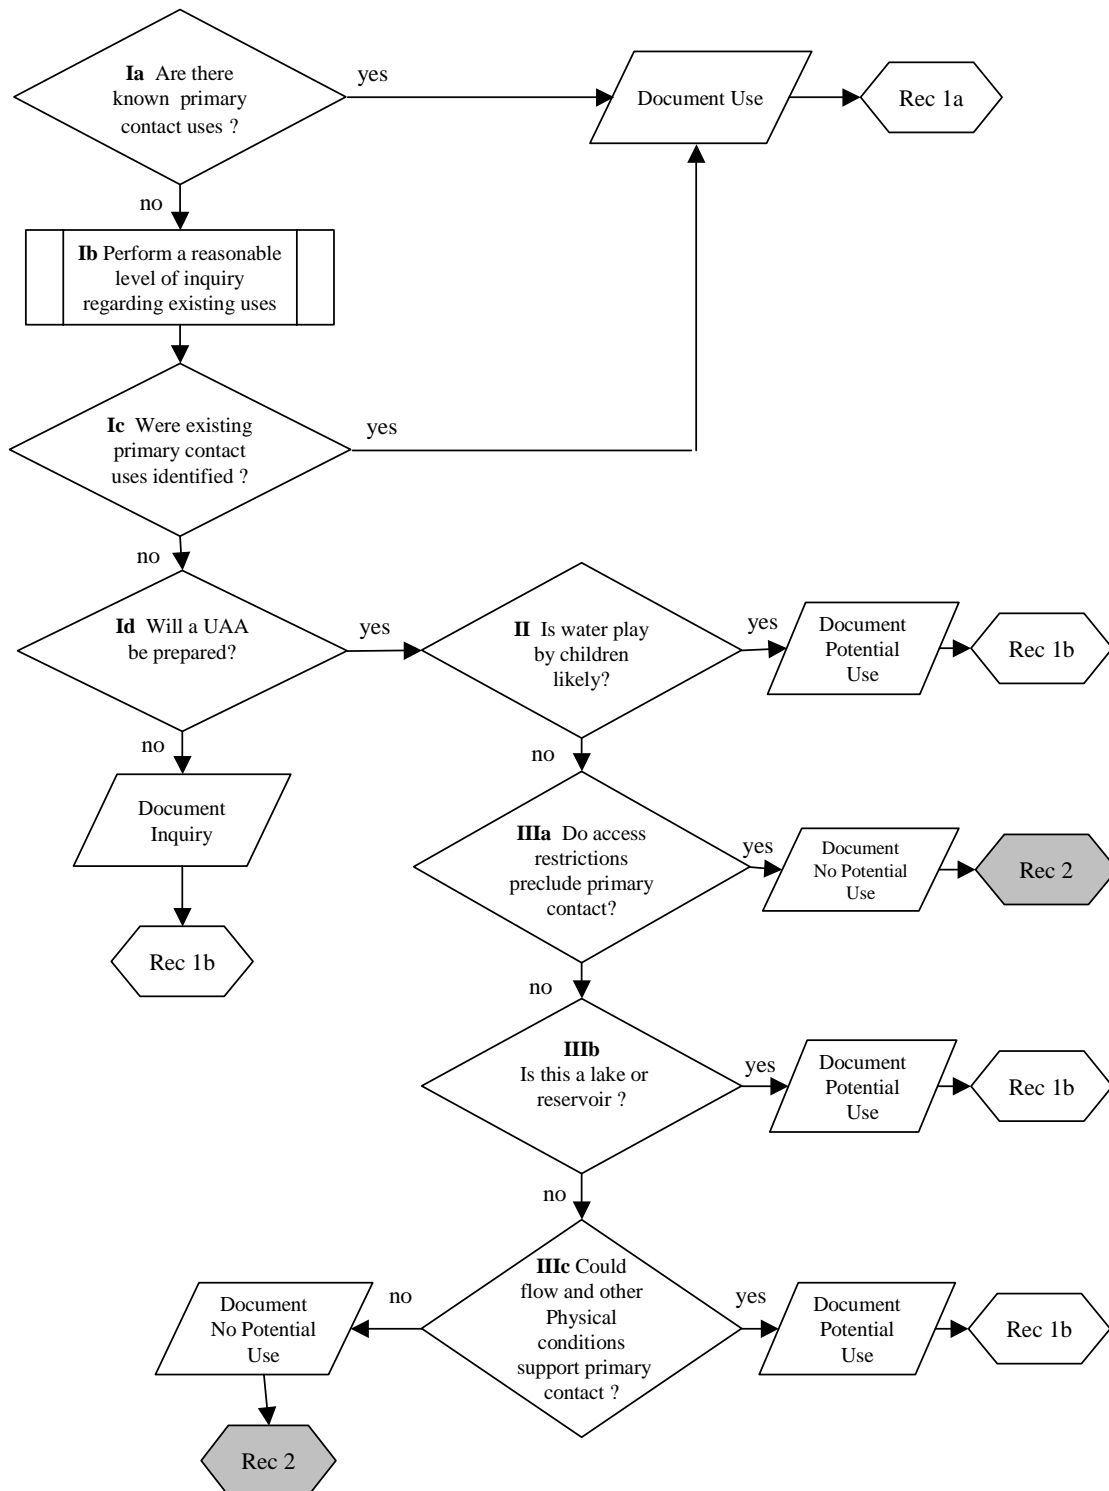 Ia Are there
known primary
contact uses ?
yes
Document Use
Rec 1a
no
Ib Perform a reasonable
level of inquiry
regarding existing uses
Ic Were existing
primary contact
uses identified ?
yes
no
Id Will a UAA
be prepared?
yes
II Is water play
by children
likely?
yes
Document
Potential
Use
Rec 1b
no
Document
Inquiry
Rec 1b
no
IIIa Do access
restrictions
preclude primary
contact?
yes
Document
No Potential
Use
Rec 2
no
IIIb
Is this a lake or
reservoir ?
yes
Document
Potential
Use
Rec 1b
no
IIIc Could
flow and other
Physical
conditions
support primary
contact ?
yes
Document
Potential
Use
Rec 1b
no
Document
No Potential
Use
Rec 2